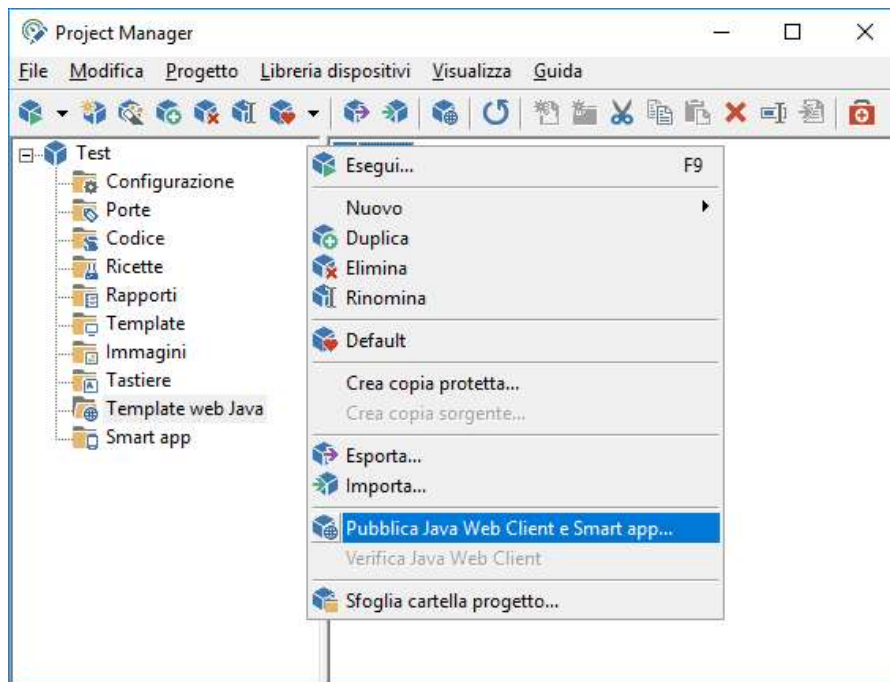 Project Manager
File Modifica Progetto Libreria dispositivi Visualizza Guida
Test
Configurazione
Porte
Codice
Ricette
Rapporti
Template
Immagini
Tastiere
Template web Java
Smart app
Esegui... F9
Nuovo
Duplica
Elimina
Rinomina
Default
Crea copia protetta...
Crea copia sorgente...
Esporta...
Importa...
Pubblica Java Web Client e Smart app...
Verifica Java Web Client
Sfoglia cartella progetto...